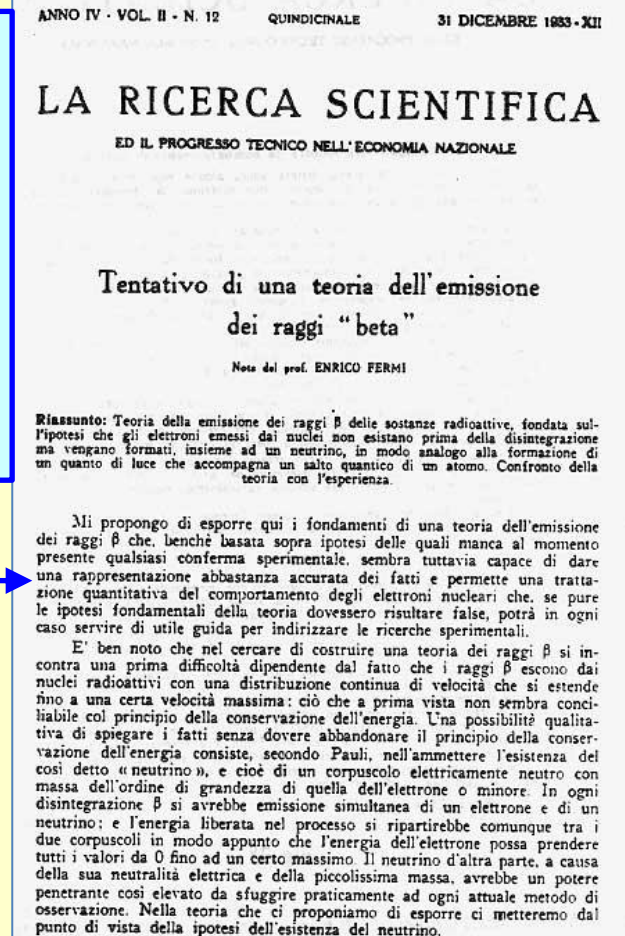 ANNO IV - VOL. II - N. 12 QUINDICINALE 31 DICEMBRE 1933-XII
LA RICERCA SCIENTIFICA
ED IL PROGRESSO TECNICO NELL'ECONOMIA NAZIONALE
Tentativo di una teoria dell'emissione
dei raggi “beta”
Nota del prof. ENRICO FERMI
Riassunto: Teoria della emissione dei raggi β delle sostanze radioattive, fondata sul-
l'ipotesi che gli elettroni emessi dai nuclei non esistano prima della disintegrazione
ma vengano formati, insieme ad un neutrino, in modo analogo alla formazione di
un quanto di luce che accompagna un salto quantico di un atomo. Confronto della
teoria con l'esperienza.
Mi propongo di esporre qui i fondamenti di una teoria dell'emissione
dei raggi β che, benchè basata sopra ipotesi delle quali manca al momento
presente qualsiasi conferma sperimentale, sembra tuttavia capace di dare
una rappresentazione abbastanza accurata dei fatti e permette una tratta-
zione quantitativa del comportamento degli elettroni nucleari che, se pure
le ipotesi fondamentali della teoria dovessero risultare false, potrà in ogni
caso servire di utile guida per indirizzare le ricerche sperimentali.
E' ben noto che nel cercare di costruire una teoria dei raggi β si in-
contra una prima difficoltà dipendente dal fatto che i raggi β escono dai
nuclei radioattivi con una distribuzione continua di velocità che si estende
fino a una certa velocità massima: ciò che a prima vista non sembra conci-
liabile col principio della conservazione dell'energia. Una possibilità qualita-
tiva di spiegare i fatti senza dovere abbandonare il principio della conser-
vazione dell'energia consiste, secondo Pauli, nell'ammettere l'esistenza del
così detto « neutrino », e cioè di un corpuscolo elettricamente neutro con
massa dell'ordine di grandezza di quella dell'elettrone o minore. In ogni
disintegrazione β si avrebbe emissione simultanea di un elettrone e di un
neutrino; e l'energia liberata nel processo si ripartirebbe comunque tra i
due corpuscoli in modo appunto che l'energia dell'elettrone possa prendere
tutti i valori da 0 fino ad un certo massimo. Il neutrino d'altra parte, a causa
della sua neutralità elettrica e della piccolissima massa, avrebbe un potere
penetrante così elevato da sfuggire praticamente ad ogni attuale metodo di
osservazione. Nella teoria che ci proponiamo di esporre ci metteremo dal
punto di vista della ipotesi dell'esistenza del neutrino.